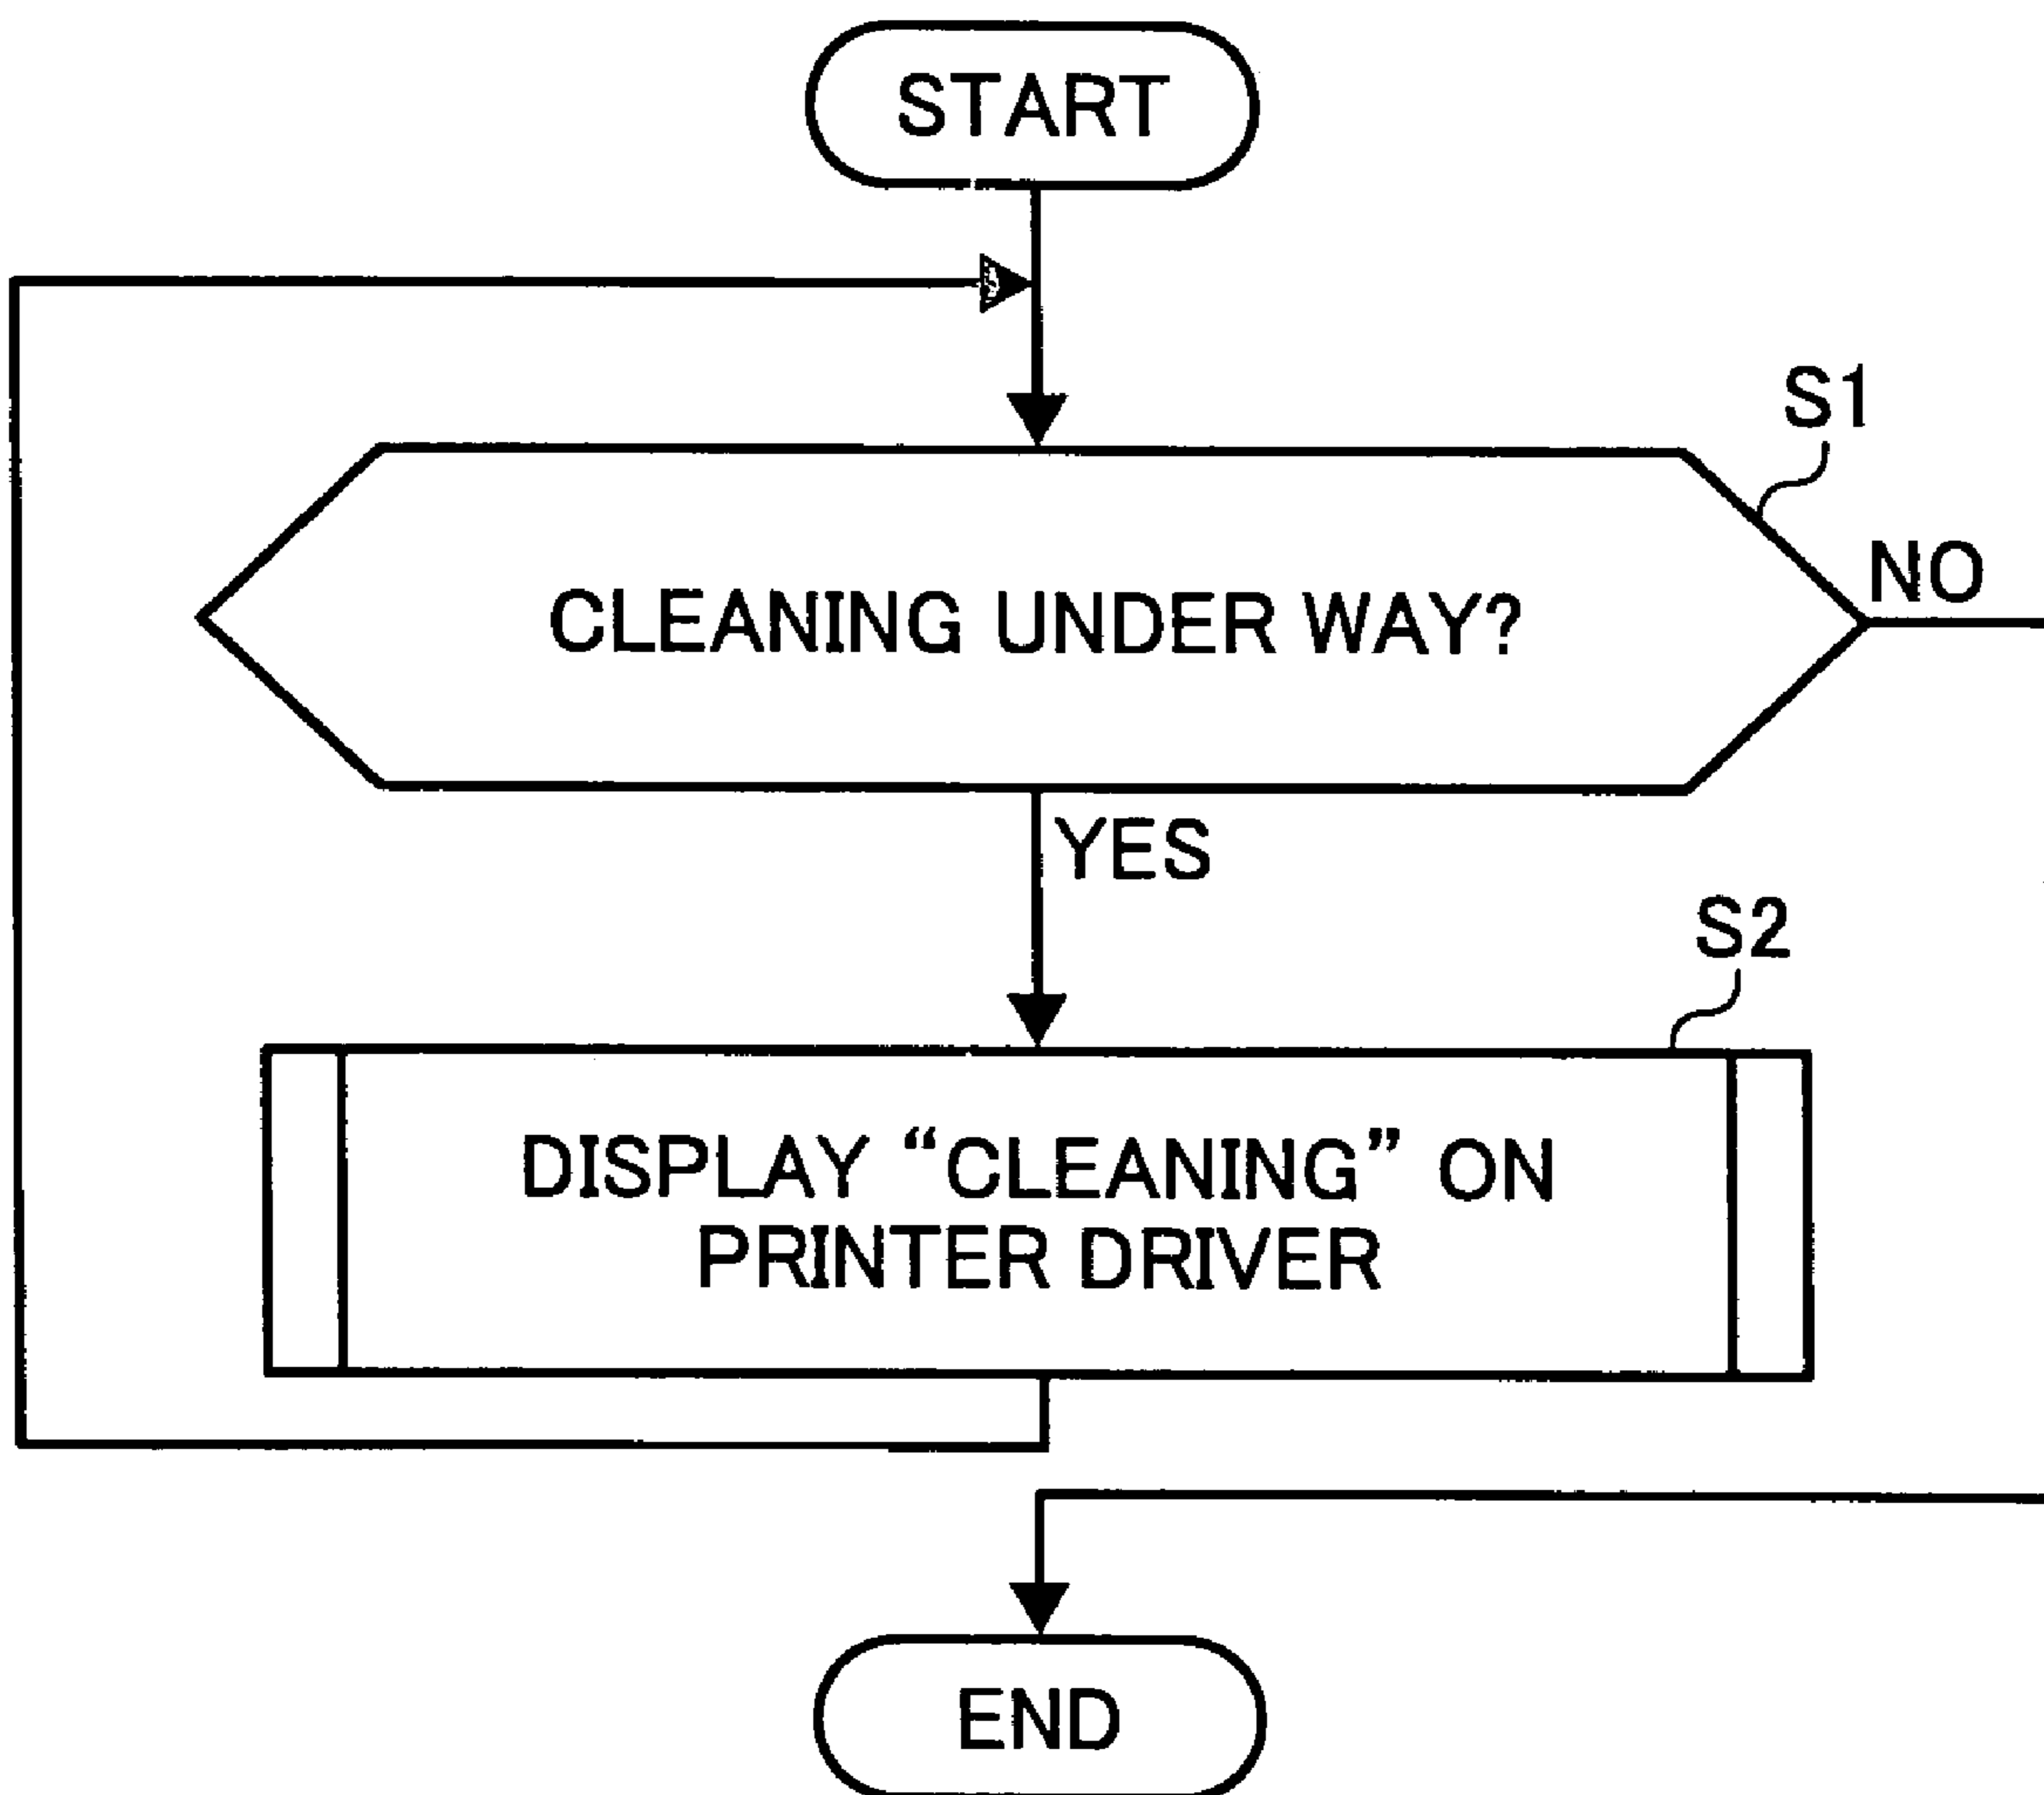 START
S1
NO
CLEANING UNDER WAY?
YES
S2
DISPLAY “CLEANING” ON
PRINTER DRIVER
END